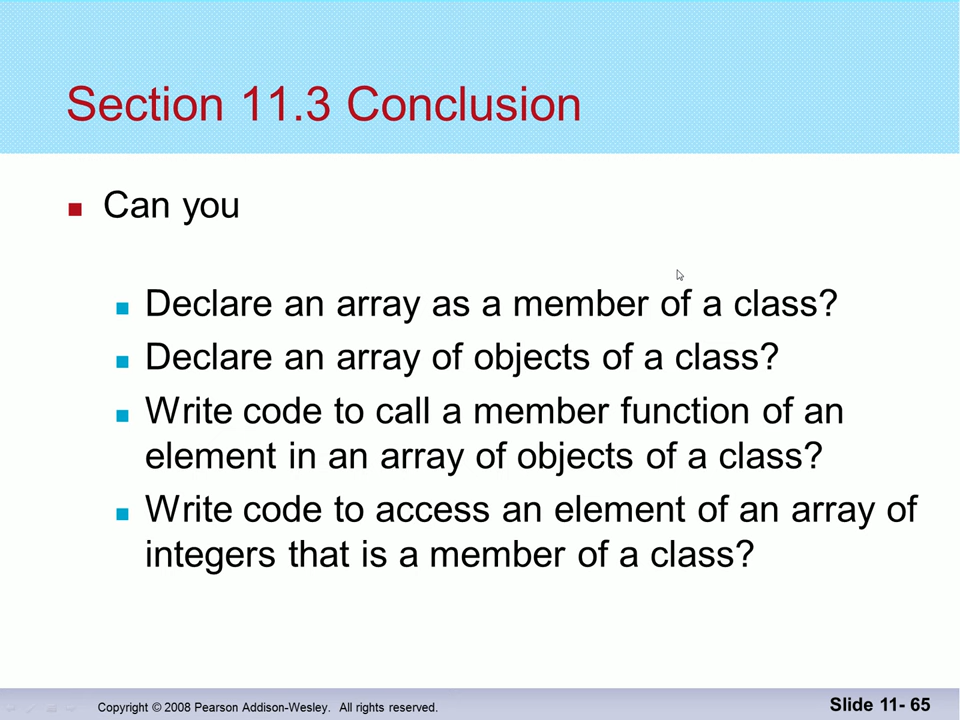 Section 11.3 Conclusion
Can you
Declare an array as a member of a class?
Declare an array of objects of a class?
Write code to call a member function of an
element in an array of objects of a class?
Write code to access an element of an array of
integers that is a member of a class?
Copyright © 2008 Pearson Addison-Wesley. All rights reserved.
Slide 11- 65